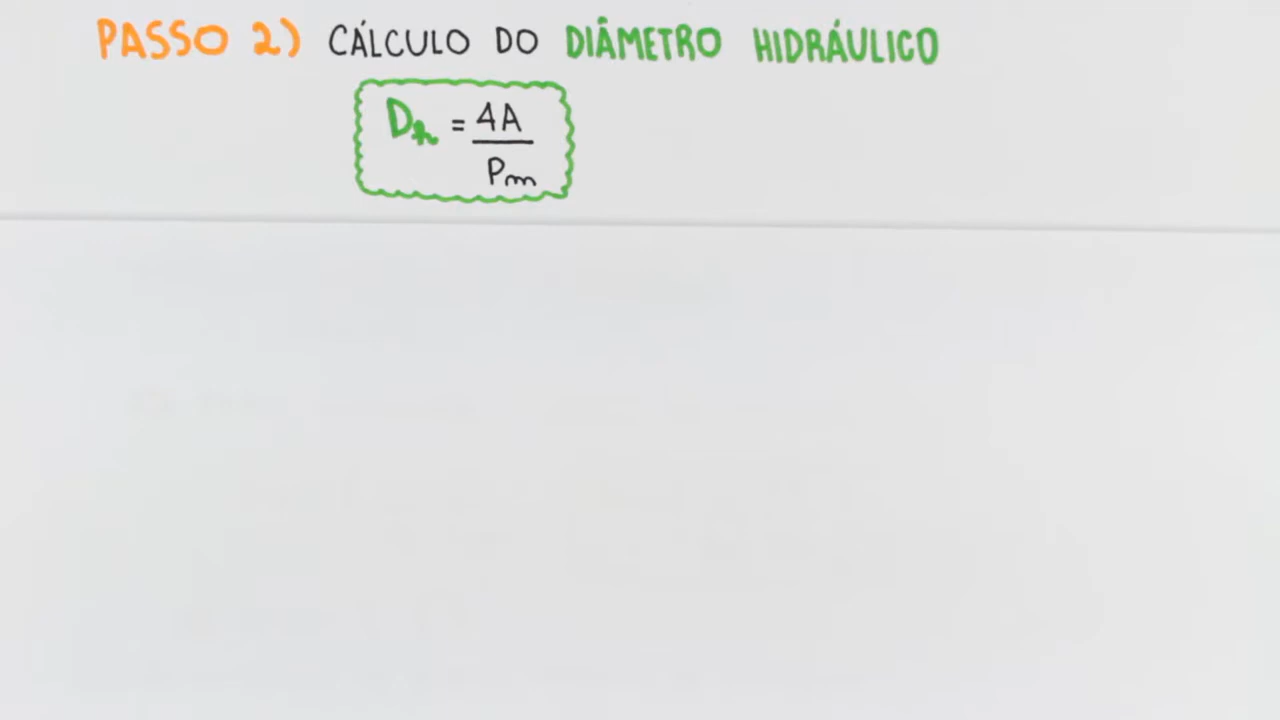 PASSO 2) CÁLCULO DO DIÂMETRO HIDRÁULICO
Dh = 4A
Pm